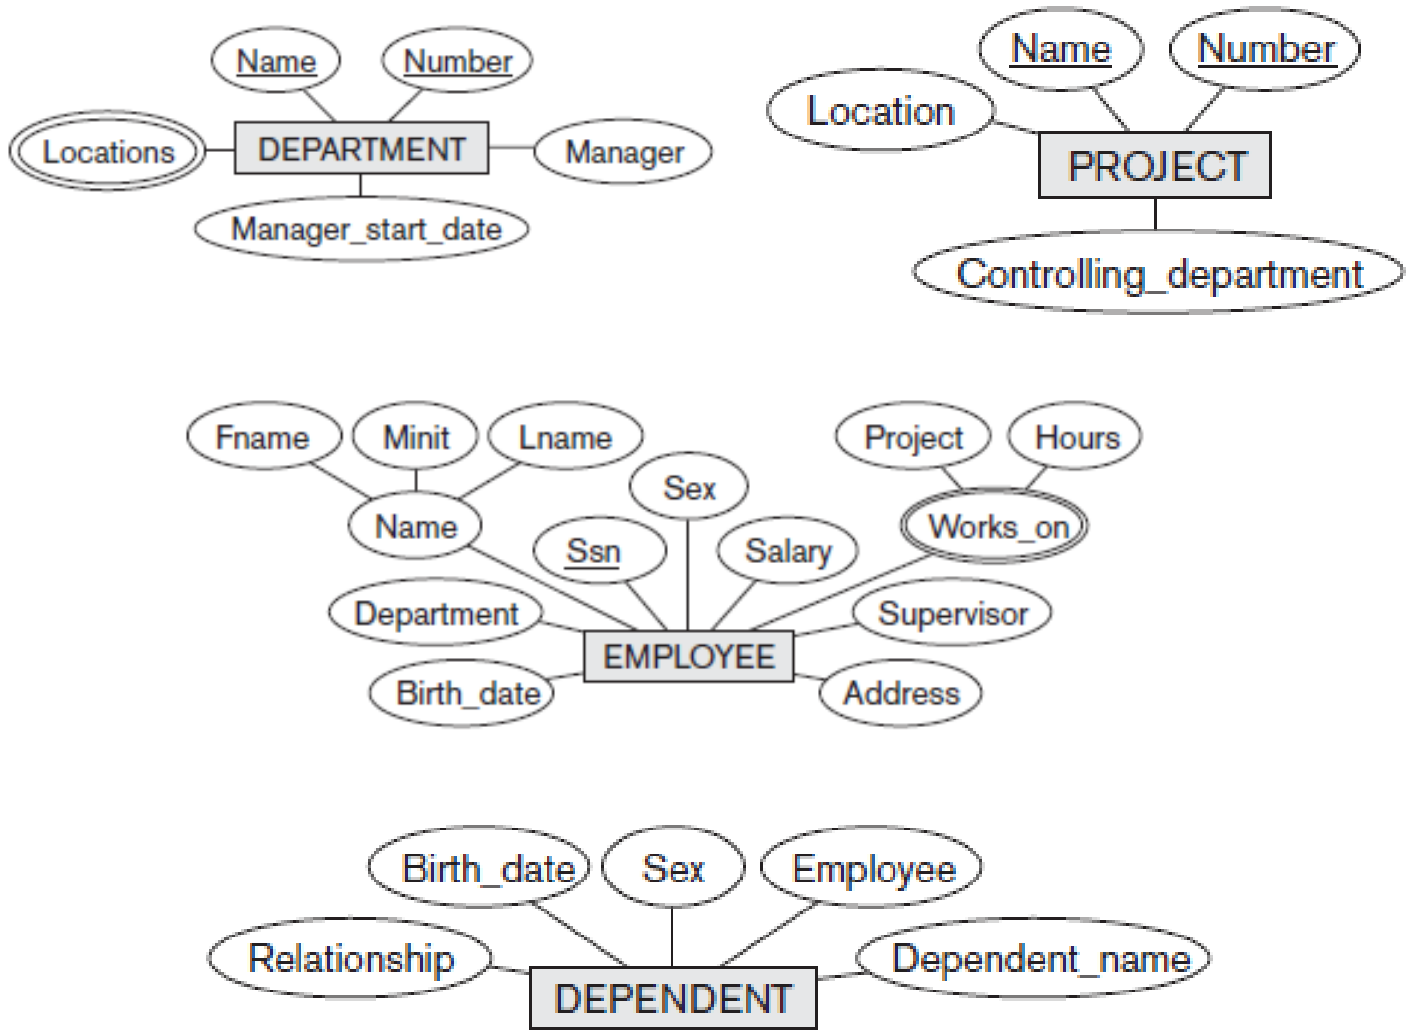 Name
Number
Locations
DEPARTMENT
Manager
Manager_start_date
Name
Number
Location
PROJECT
Controlling_department
Fname
Minit
Lname
Project
Hours
Sex
Name
Works_on
Ssn
Salary
Department
Supervisor
EMPLOYEE
Birth_date
Address
Birth_date
Sex
Employee
Relationship
Dependent_name
DEPENDENT